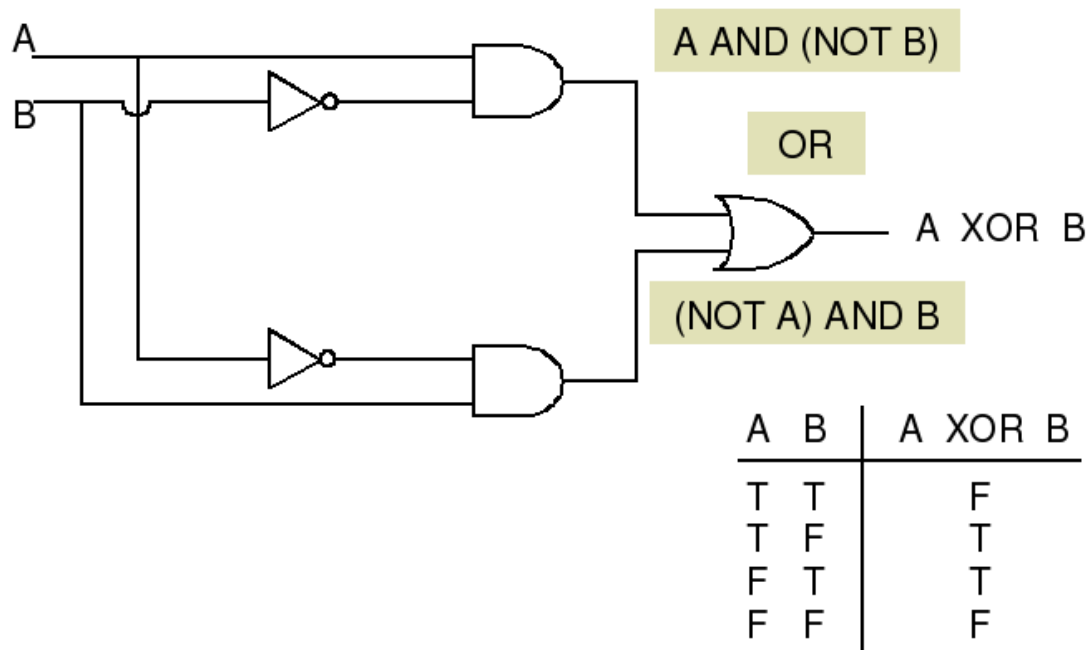 A
A AND (NOT B)
B
OR
A XOR B
(NOT A) AND B
A B A XOR B
T T F
T F T
F T T
F F F